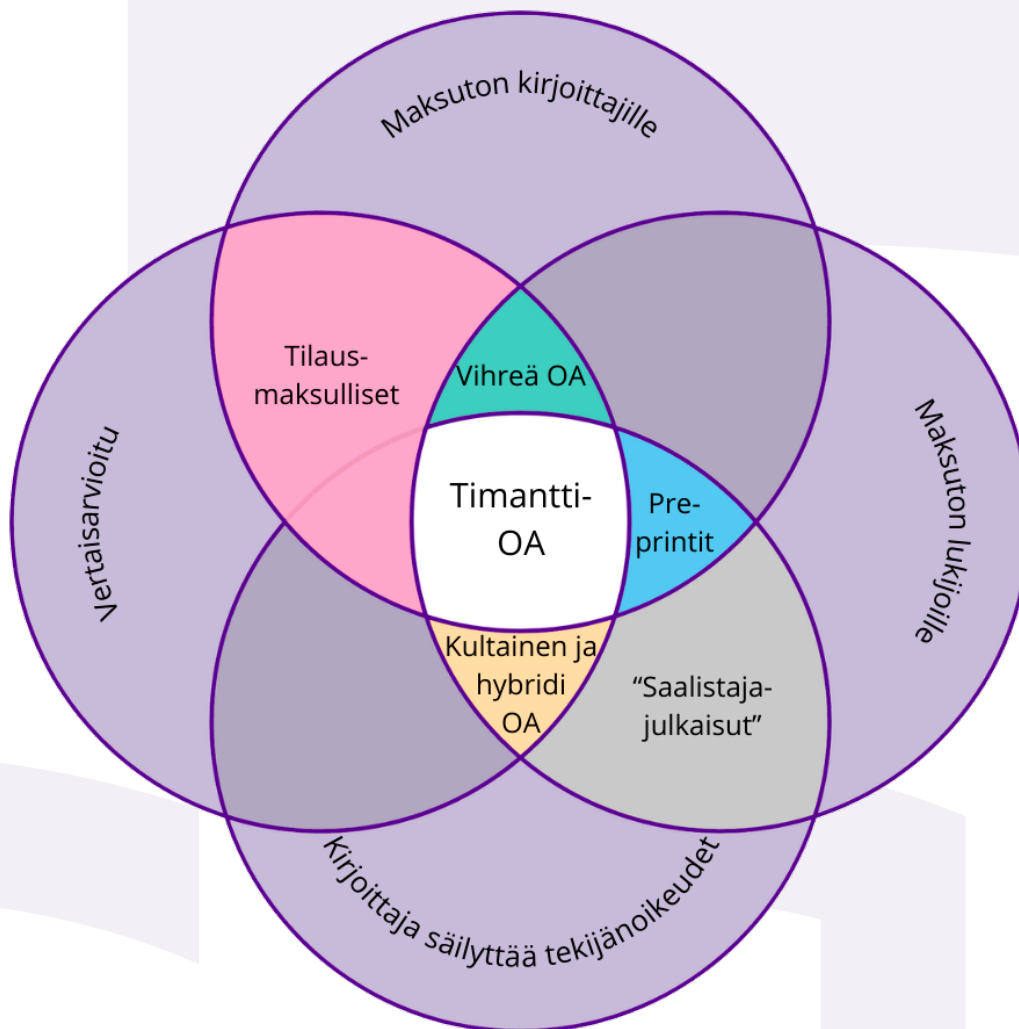 Maksuton kirjoittajille
Tilaus-
maksulliset
Vihreä OA
Vertaisarvioitu
Timantti-
OA
Pre-
printit
Maksuton lukijoille
Kultainen ja
hybridi
OA
“Saalistaja-
julkaisut”
Kirjoittaja säilyttää tekijänoikeudet